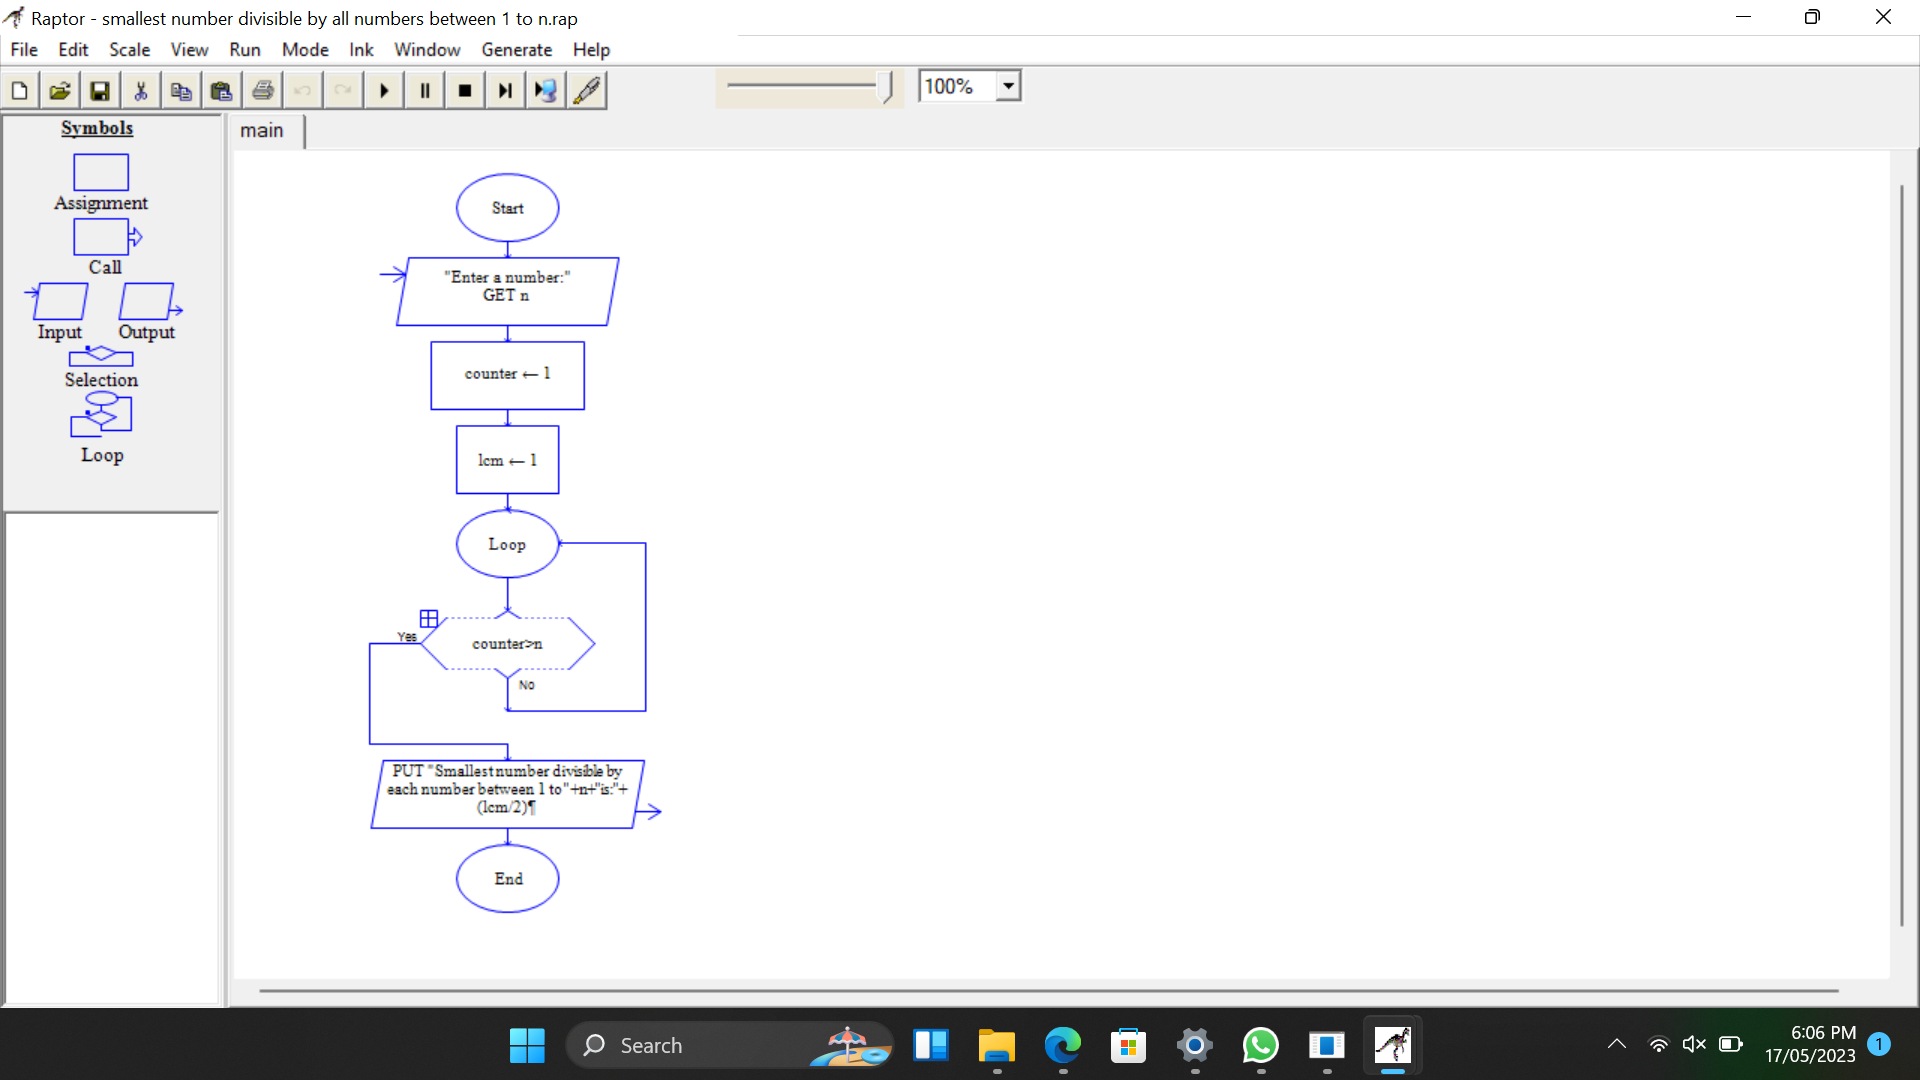 Raptor - smallest number divisible by all numbers between 1 to n.rap
File Edit Scale View Run Mode Ink Window Generate Help
100%
Symbols
Assignment
Call
Input Output
Selection
Loop
main
Start
"Enter a number:"
GET n
counter ← 1
lcm ← 1
Loop
Yes
counter>n
No
PUT "Smallest number divisible by
each number between 1 to"+n+"is:"+
(lcm/2)¶
End
Search
6:06 PM
17/05/2023
1